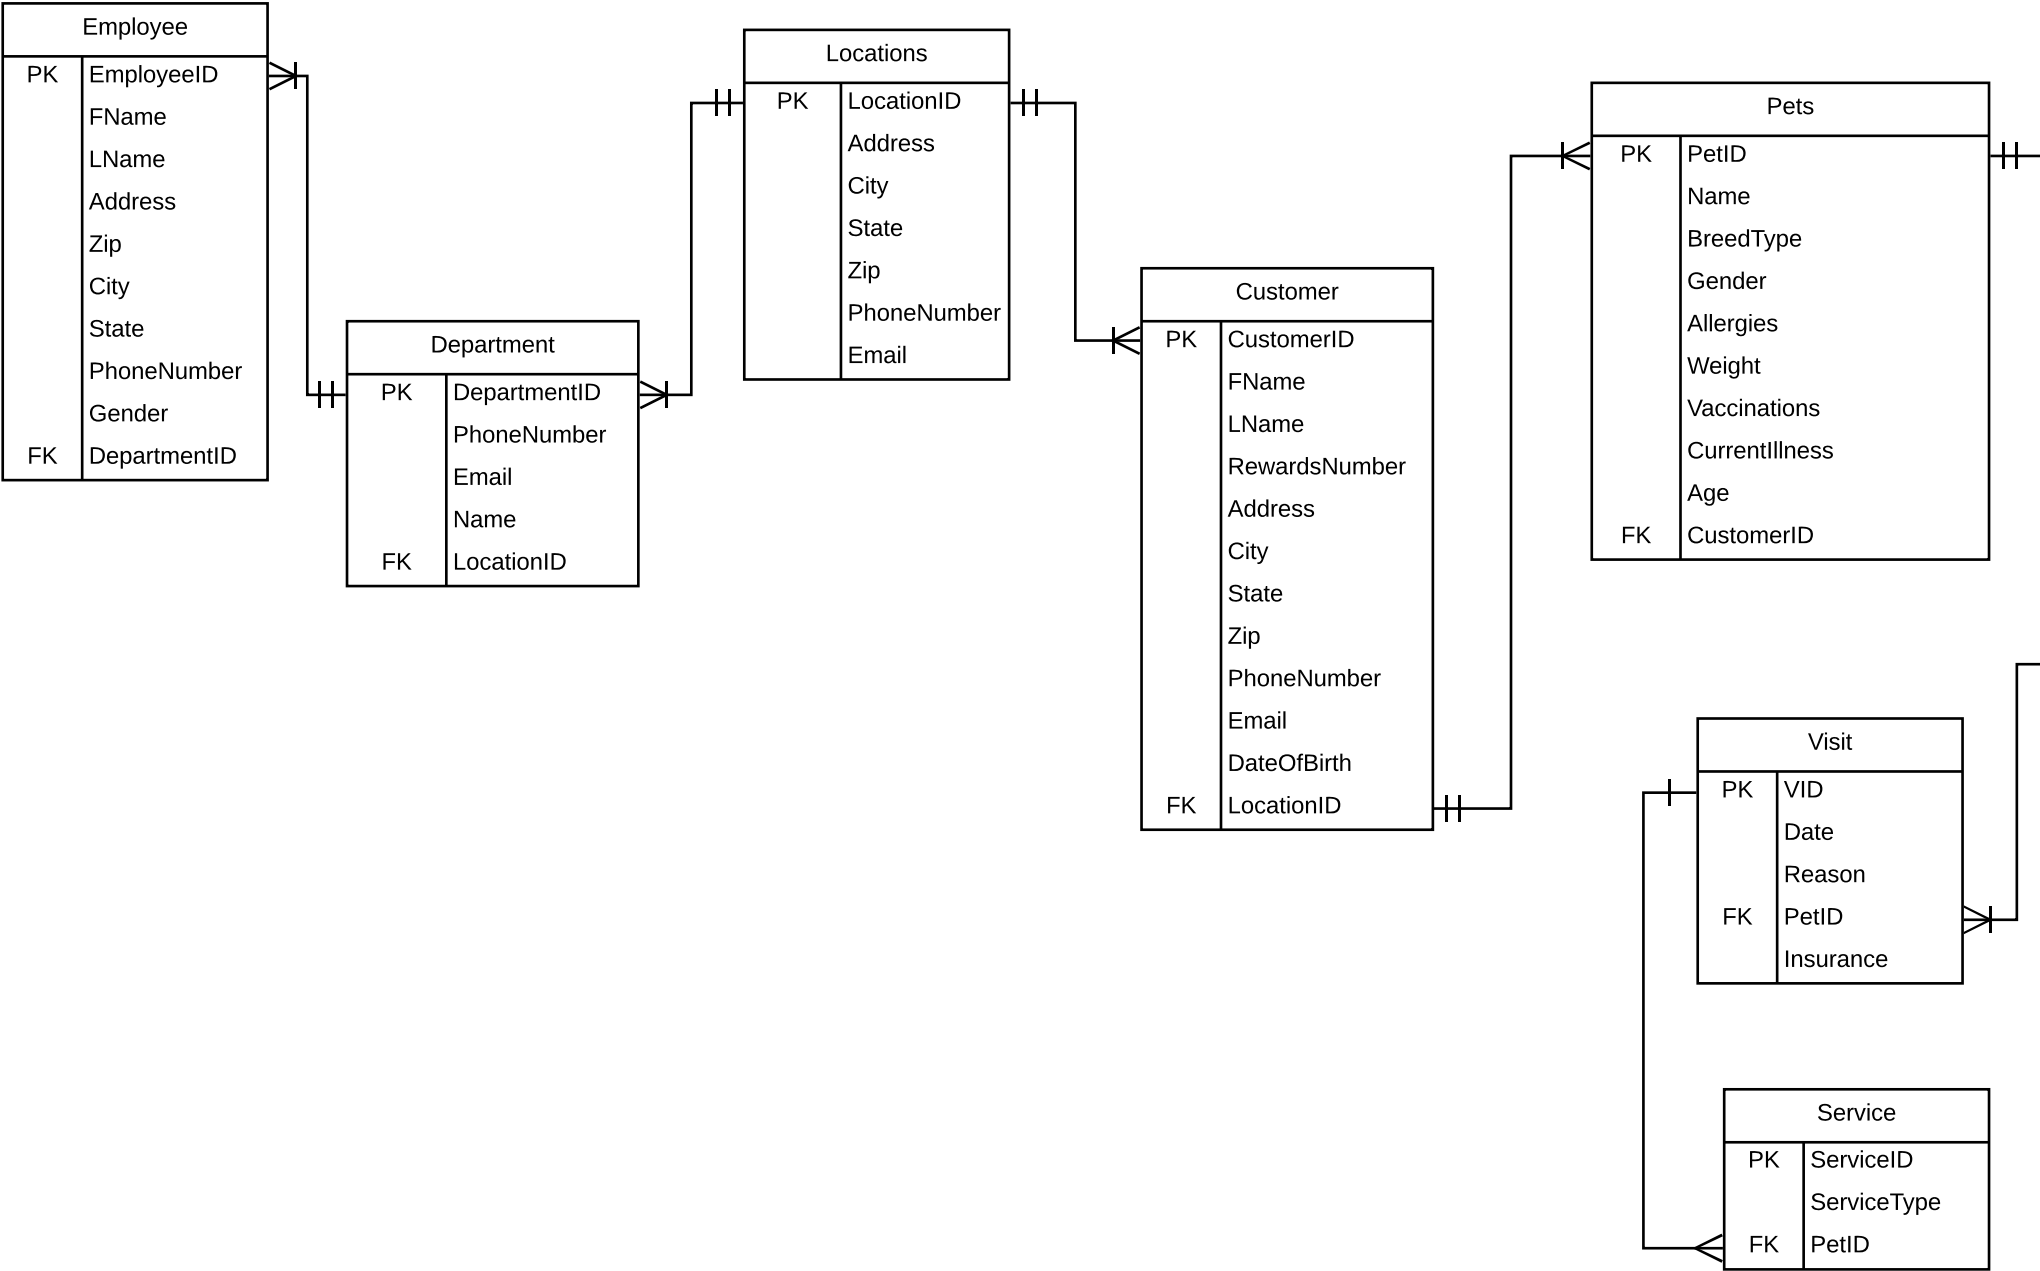 Employee
PK EmployeeID
FName
LName
Address
Zip
City
State
PhoneNumber
Gender
FK DepartmentID
Department
PK DepartmentID
PhoneNumber
Email
Name
FK LocationID
Locations
PK LocationID
Address
City
State
Zip
PhoneNumber
Email
Customer
PK CustomerID
FName
LName
RewardsNumber
Address
City
State
Zip
PhoneNumber
Email
DateOfBirth
FK LocationID
Pets
PK PetID
Name
BreedType
Gender
Allergies
Weight
Vaccinations
CurrentIllness
Age
FK CustomerID
Visit
PK VID
Date
Reason
FK PetID
Insurance
Service
PK ServiceID
ServiceType
FK PetID